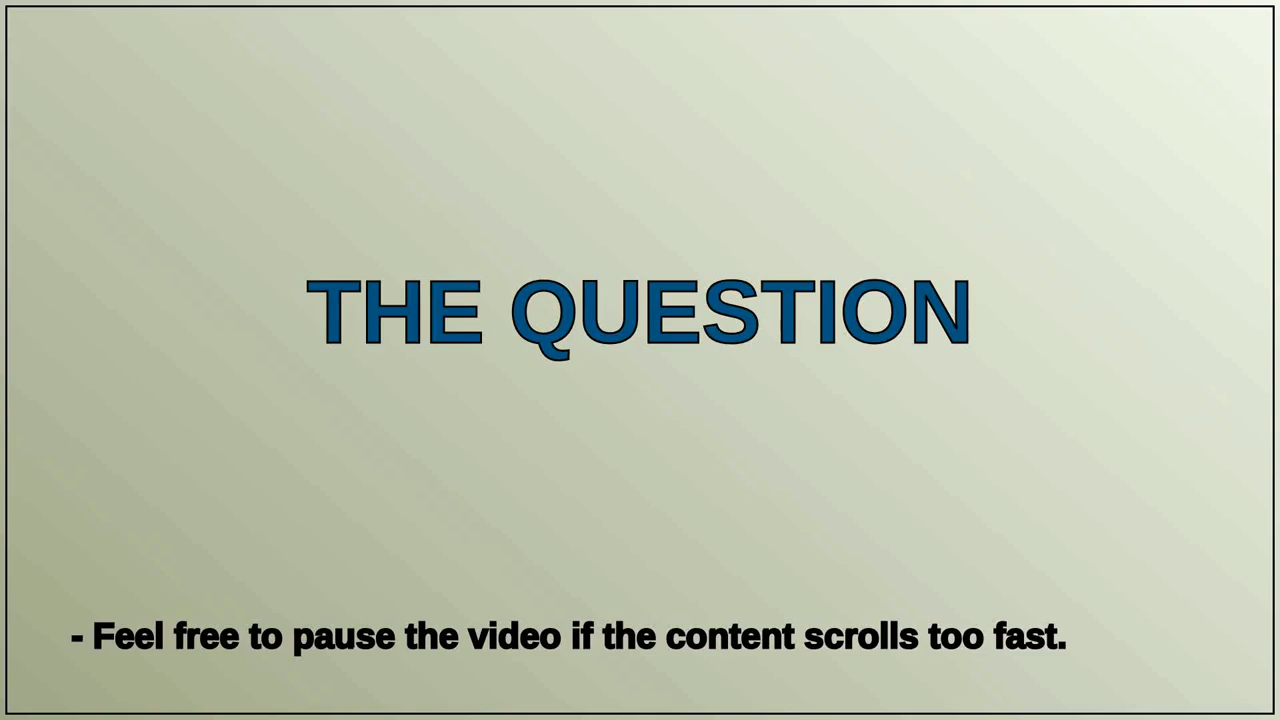 THE QUESTION
- Feel free to pause the video if the content scrolls too fast.